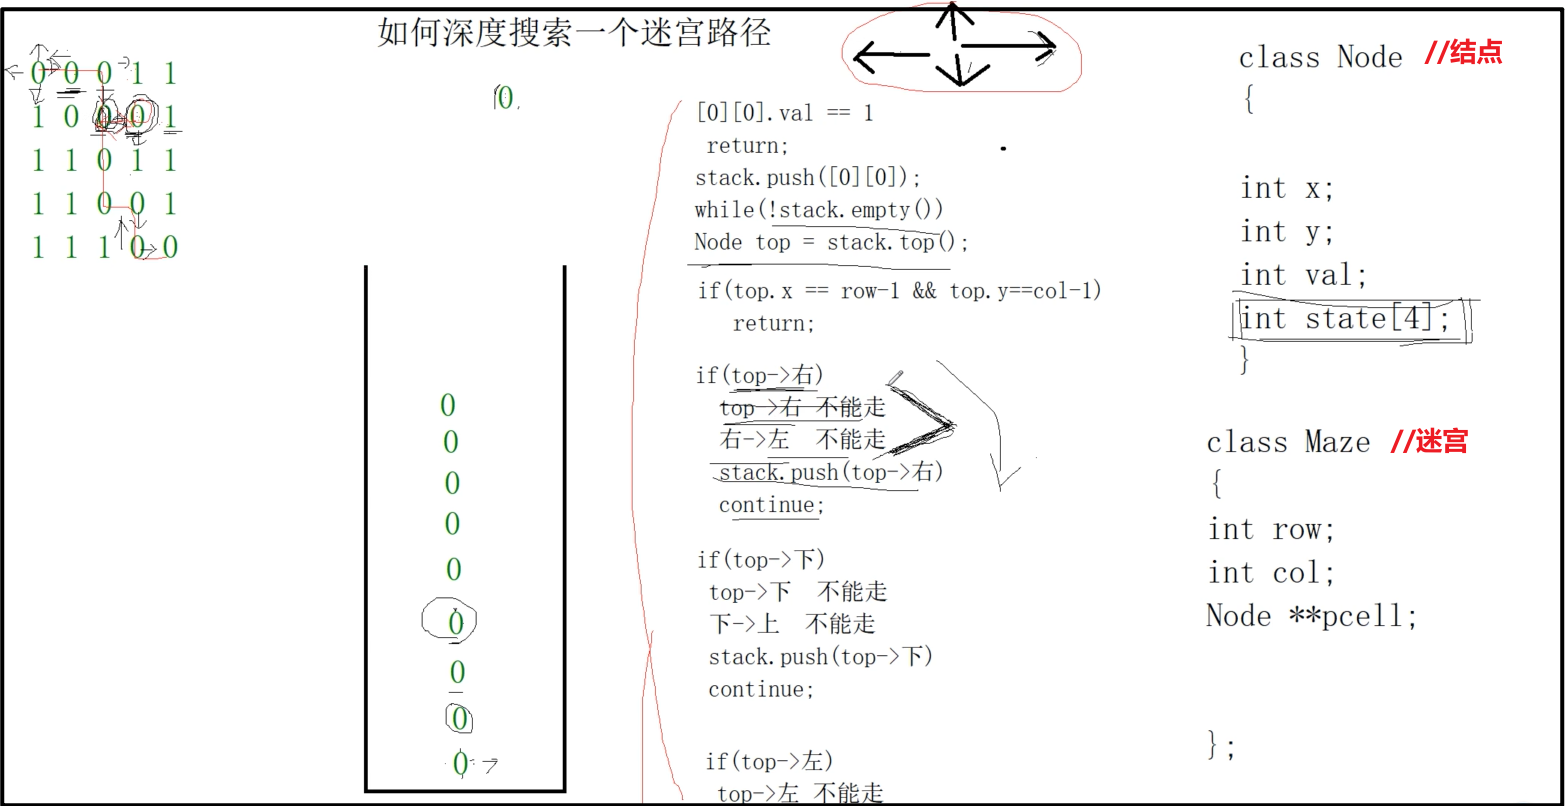 如何深度搜索一个迷宫路径
0 0 0 1 1
1 0 0 0 1
1 1 0 1 1
1 1 0 0 1
1 1 1 0 0
0
0
0
0
0
0
0
0
0
0
[0][0].val == 1
return;
stack.push([0][0]);
while(!stack.empty())
Node top = stack.top();
if(top.x == row-1 && top.y==col-1)
return;
if(top->右)
top->右 不能走
右->左 不能走
stack.push(top->右)
continue;
if(top->下)
top->下 不能走
下->上 不能走
stack.push(top->下)
continue;
if(top->左)
top->左 不能走
class Node //结点
{
int x;
int y;
int val;
int state[4];
}
class Maze //迷宫
{
int row;
int col;
Node **pcell;
};